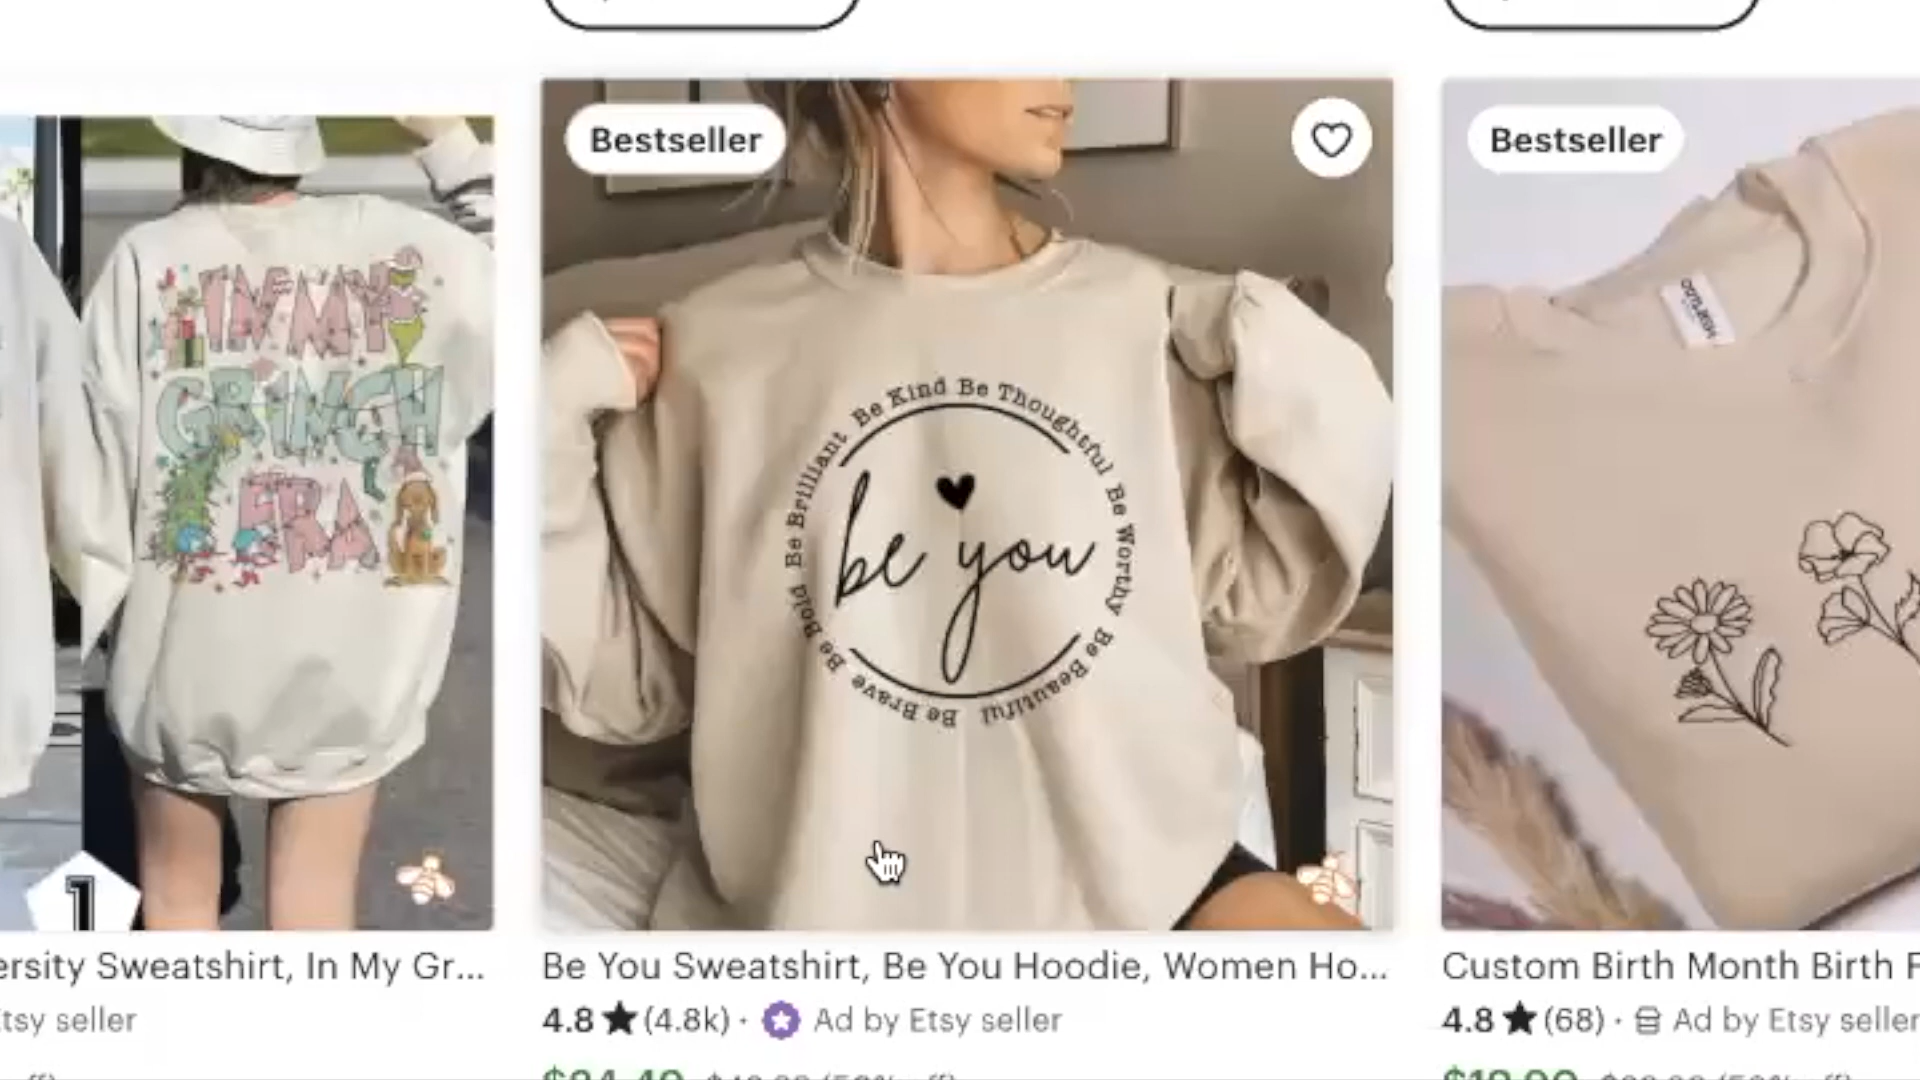 Bestseller
Bestseller
IN MY
GRINCH
ERA
Be Kind Be Thoughtful Be Worthy Be Beautiful Be Brave Be Bold Be Brilliant
be you
1
ersity Sweatshirt, In My Gr...
Be You Sweatshirt, Be You Hoodie, Women Ho...
Custom Birth Month Birth F
tsy seller
4.8★(4.8k) · Ad by Etsy seller
4.8★(68) · Ad by Etsy seller